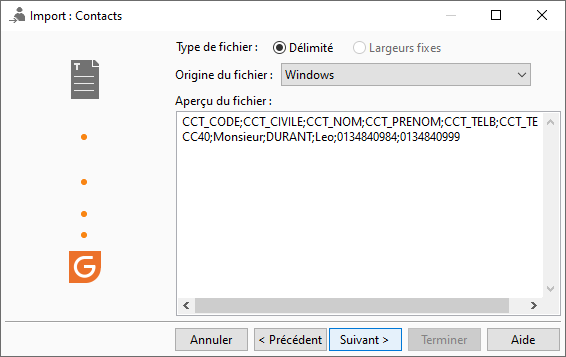 Import : Contacts
Type de fichier : Délimité Largeurs fixes
Origine du fichier : Windows
Aperçu du fichier :
CCT_CODE;CCT_CIVILE;CCT_NOM;CCT_PRENOM;CCT_TELB;CCT_TE
CC40;Monsieur;DURANT;Leo;0134840984;0134840999
Annuler < Précédent Suivant > Terminer Aide